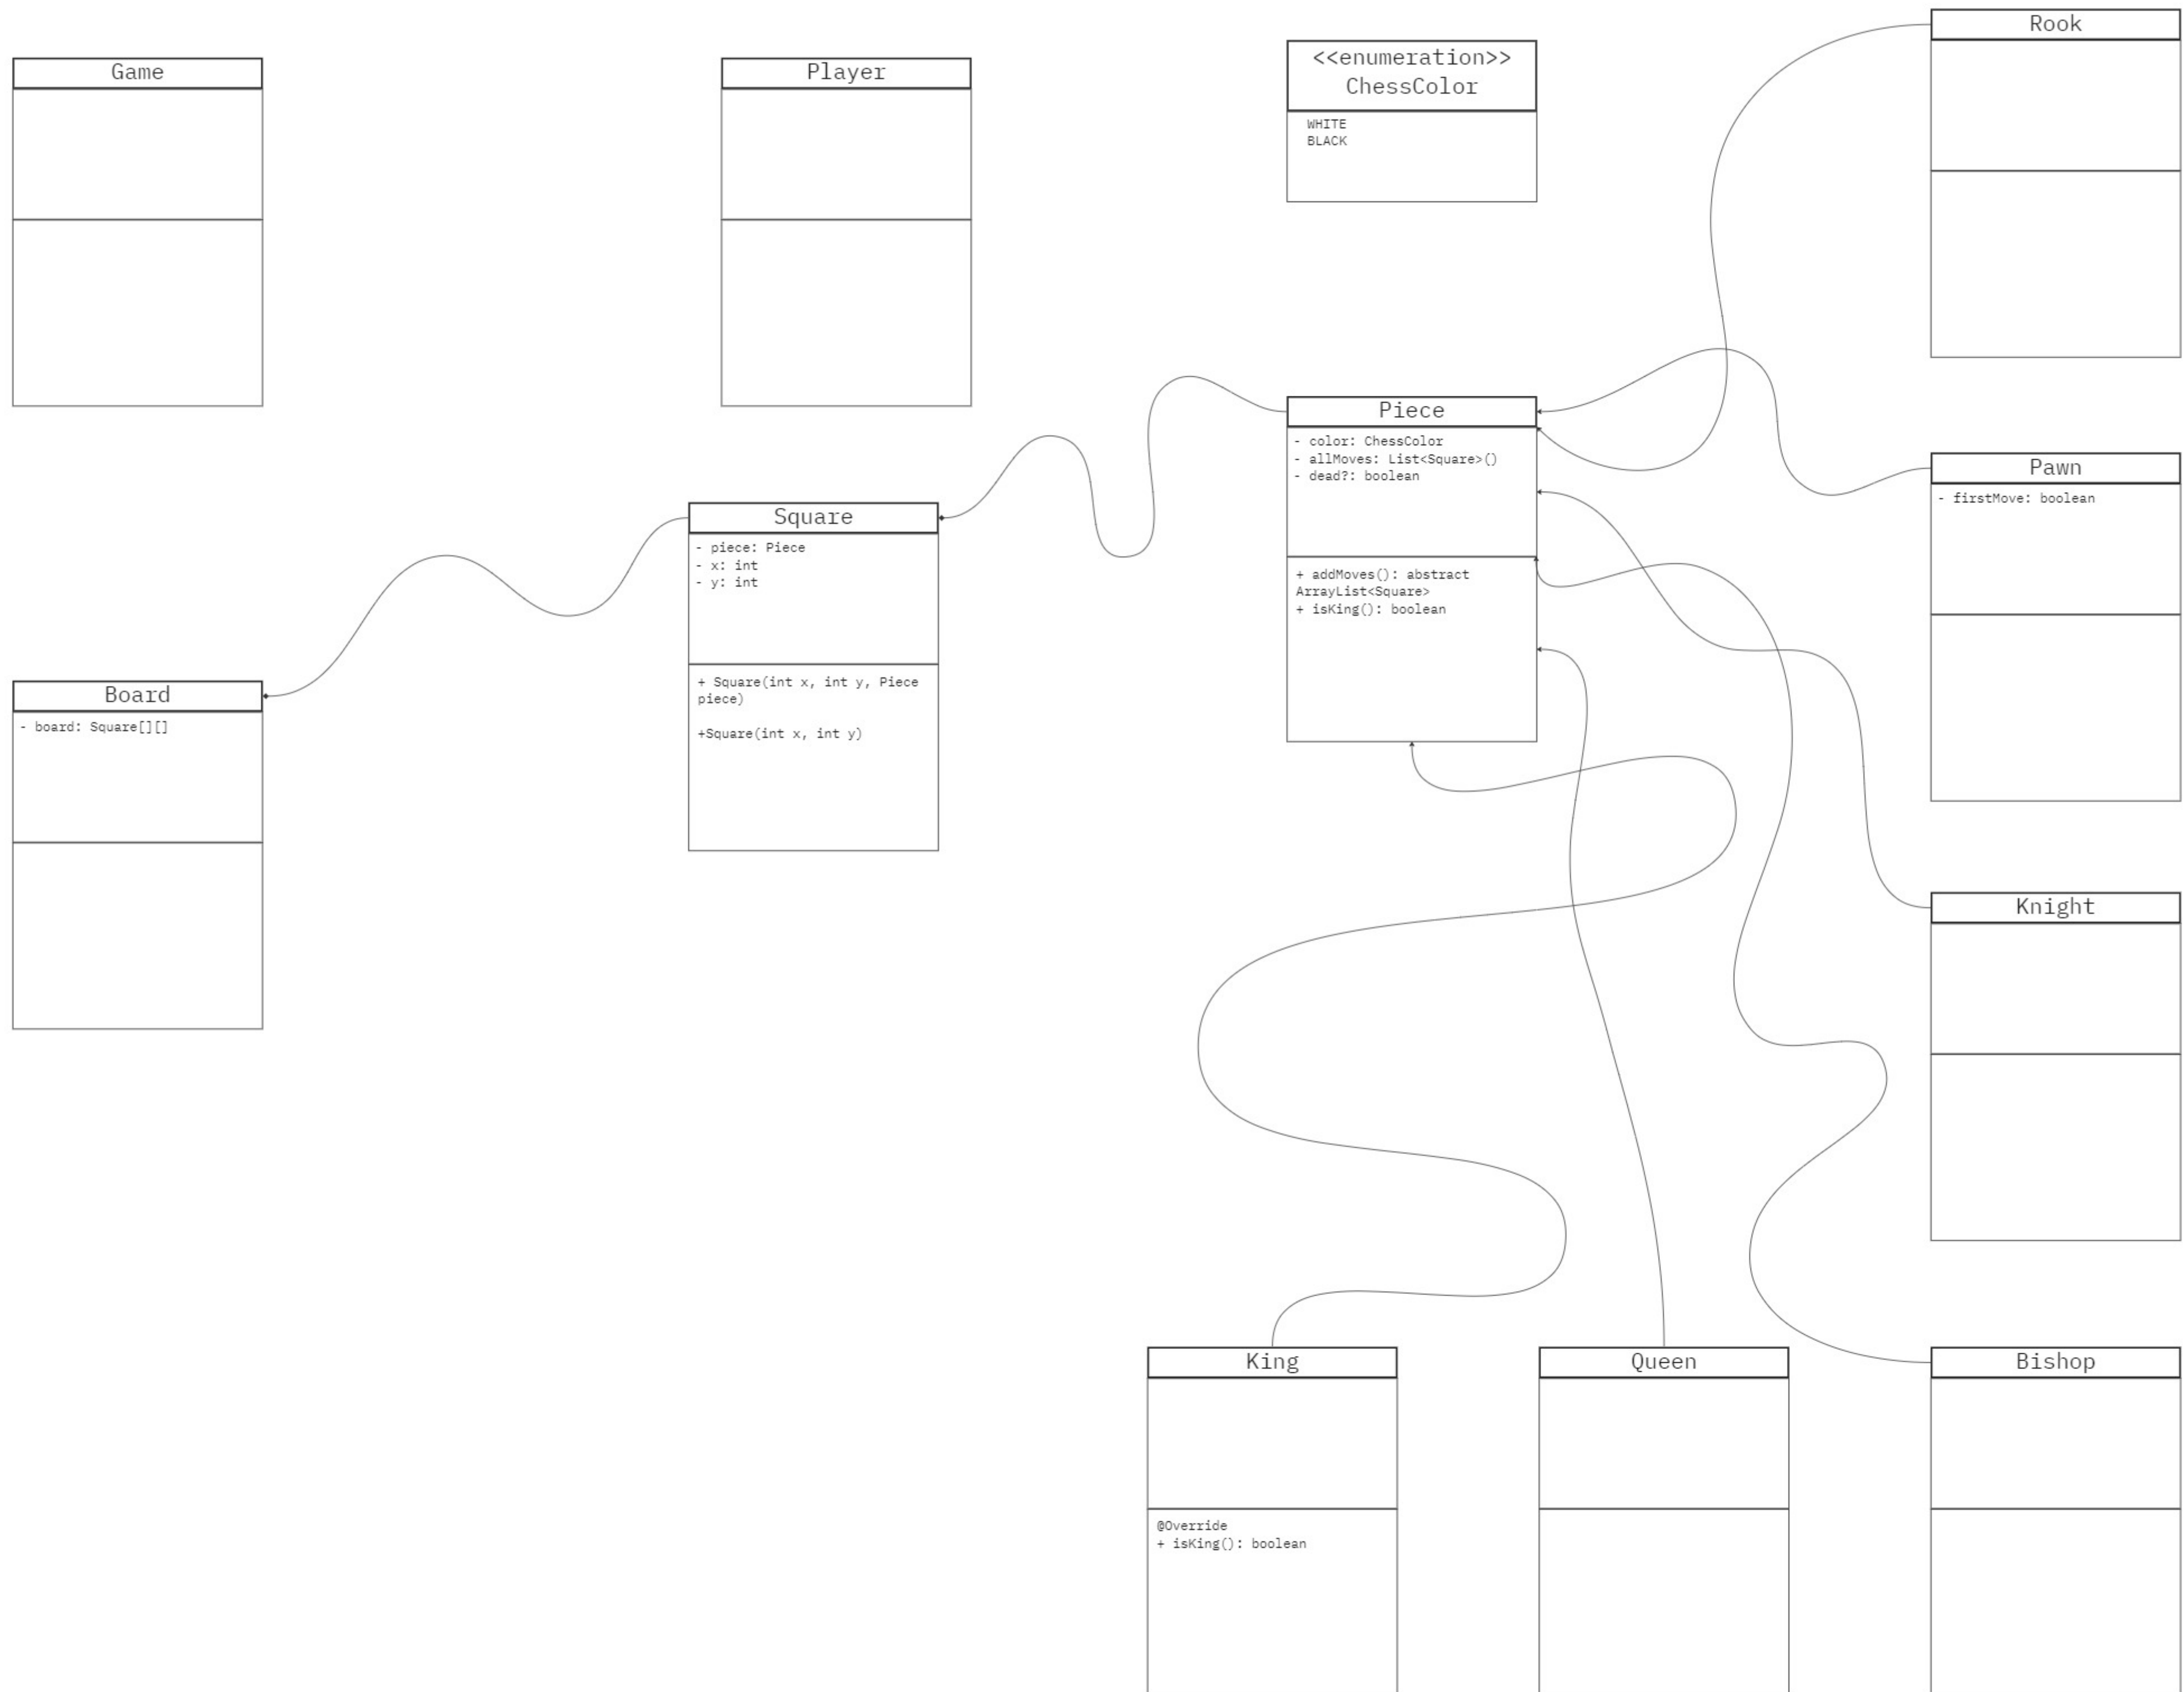 Game
Player
<<enumeration>>
ChessColor
WHITE
BLACK
Rook
Piece
- color: ChessColor
- allMoves: List<Square>()
- dead?: boolean
+ addMoves(): abstract
ArrayList<Square>
+ isKing(): boolean
Pawn
- firstMove: boolean
Square
- piece: Piece
- x: int
- y: int
+ Square(int x, int y, Piece
piece)
+Square(int x, int y)
Board
- board: Square[][]
Knight
King
@Override
+ isKing(): boolean
Queen
Bishop